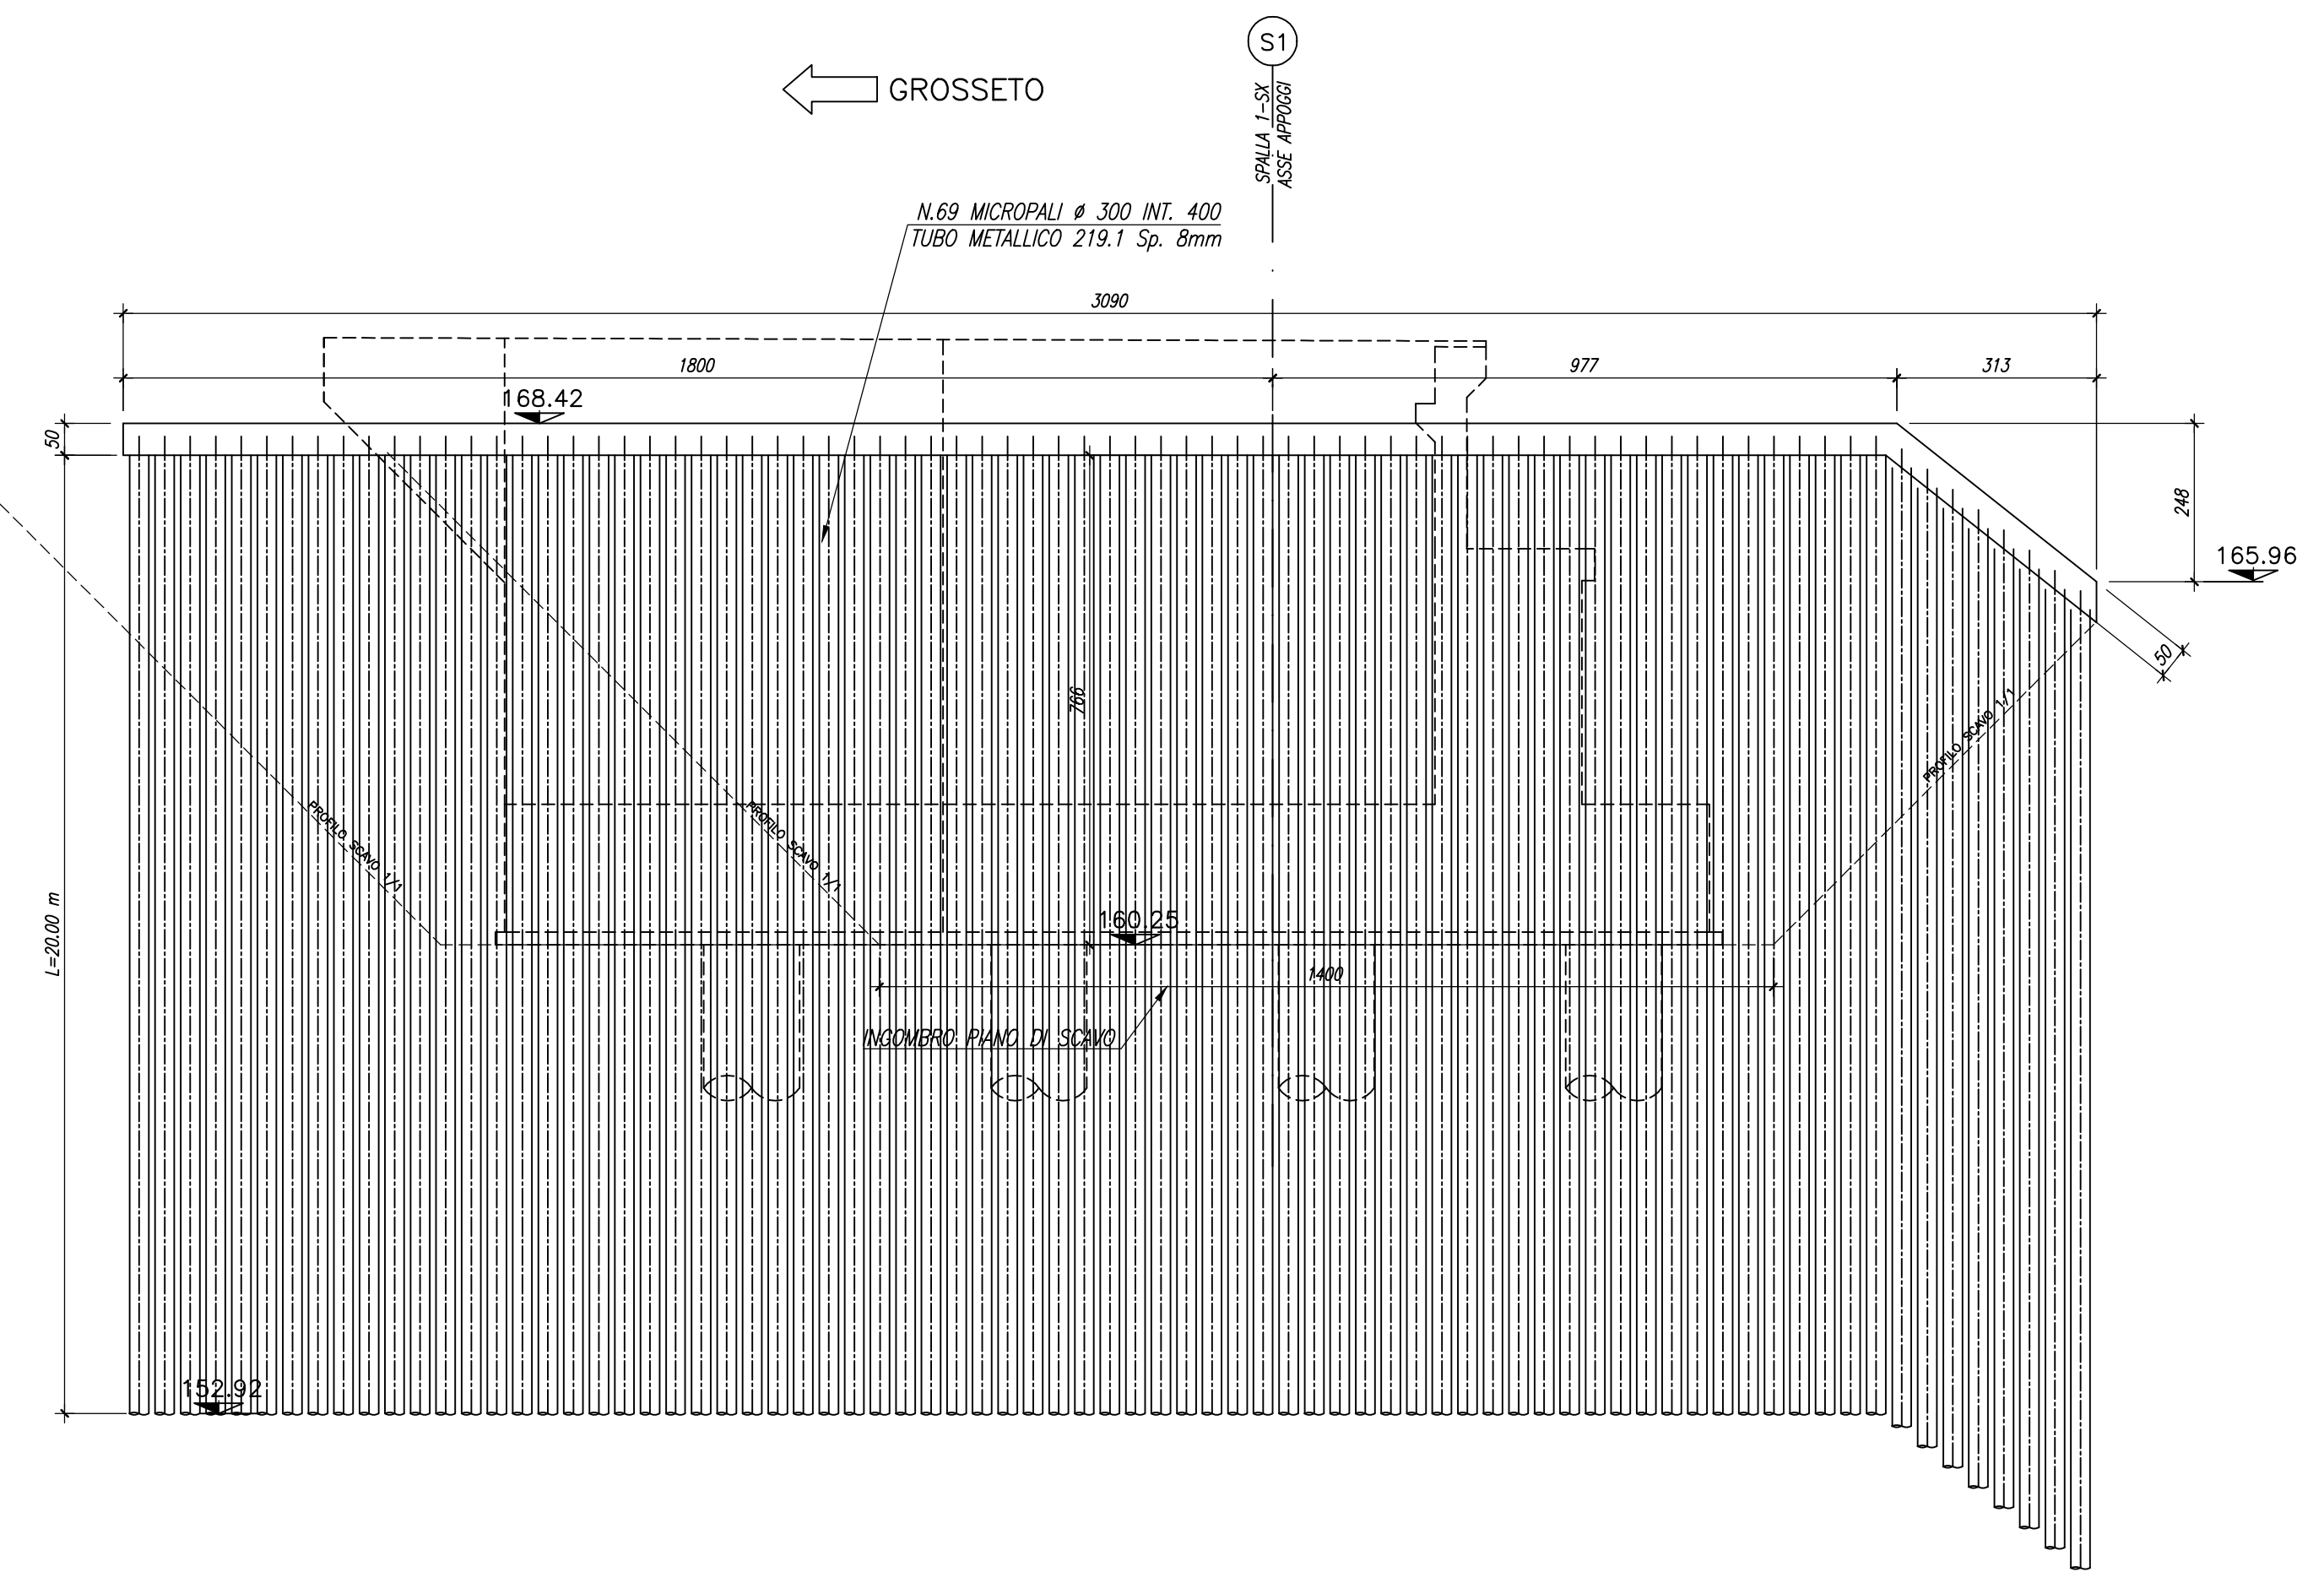 S1
GROSSETO
SPALLA 1-SX
ASSE APPOGGI
N.69 MICROPALI ø 300 INT. 400
TUBO METALLICO 219.1 Sp. 8mm
3090
1800
977
313
168.42
50
248
165.96
50
766
PROFILO SCAVO 1/1
PROFILO SCAVO 1/1
PROFILO SCAVO 1/1
L=20.00 m
160.25
1400
INGOMBRO PIANO DI SCAVO
152.92